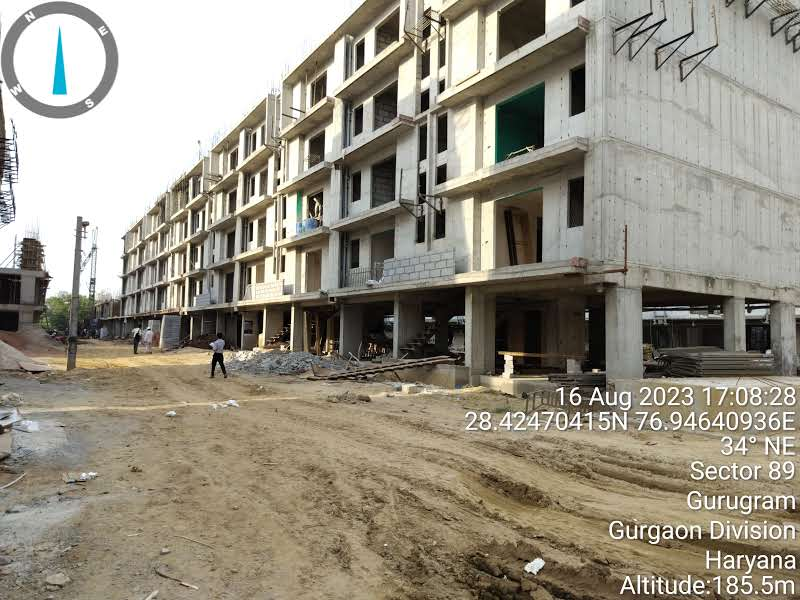 N
E
S
W
16 Aug 2023 17:08:28
28.42470415N 76.94640936E
34° NE
Sector 89
Gurugram
Gurgaon Division
Haryana
Altitude:185.5m